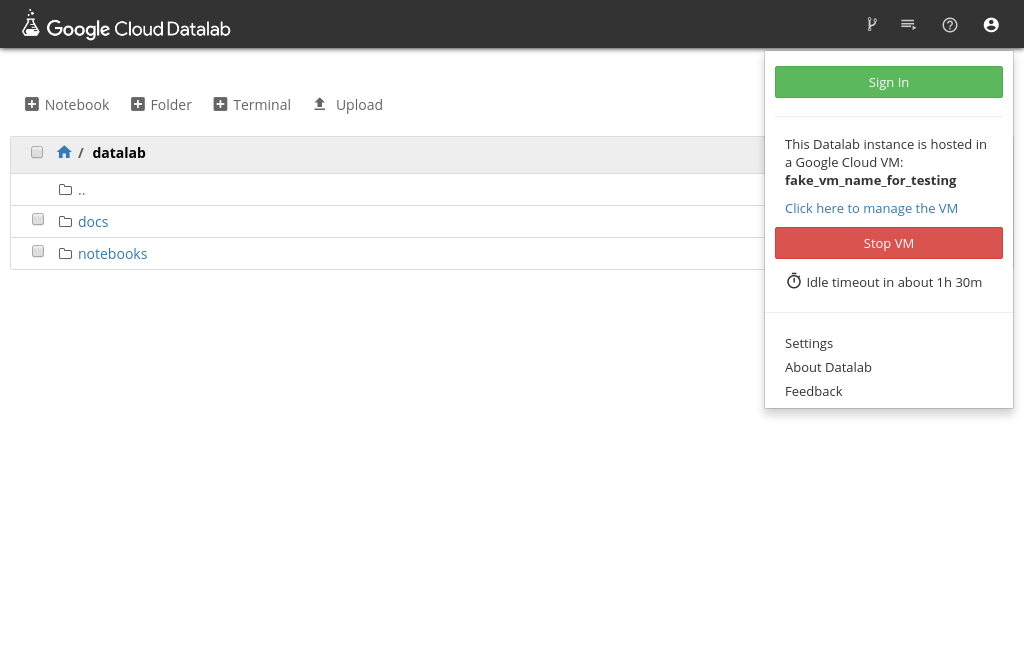 Google Cloud Datalab
Notebook Folder Terminal Upload
/ datalab
..
docs
notebooks
Sign In
This Datalab instance is hosted in
a Google Cloud VM:
fake_vm_name_for_testing
Click here to manage the VM
Stop VM
Idle timeout in about 1h 30m
Settings
About Datalab
Feedback